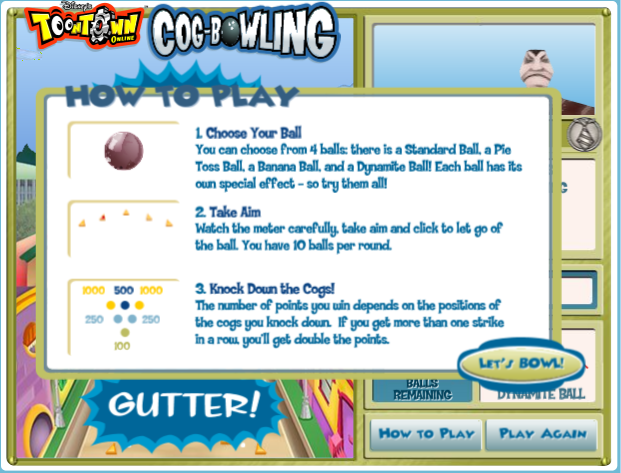 Disney's
TOONTOWN
ONLINE
COG-BOWLING
HOW TO PLAY
1. Choose Your Ball
You can choose from 4 balls: there is a Standard Ball, a Pie
Toss Ball, a Banana Ball, and a Dynamite Ball! Each ball has its
own special effect - so try them all!
2. Take Aim
Watch the meter carefully, take aim and click to let go of
the ball. You have 10 balls per round.
1000 500 1000
250 250
100
3. Knock Down the Cogs!
The number of points you win depends on the positions of
the cogs you knock down. If you get more than one strike
in a row, you'll get double the points.
LET'S BOWL!
BALLS
REMAINING
DYNAMITE BALL
GUTTER!
HOW TO PLAY
PLAY AGAIN